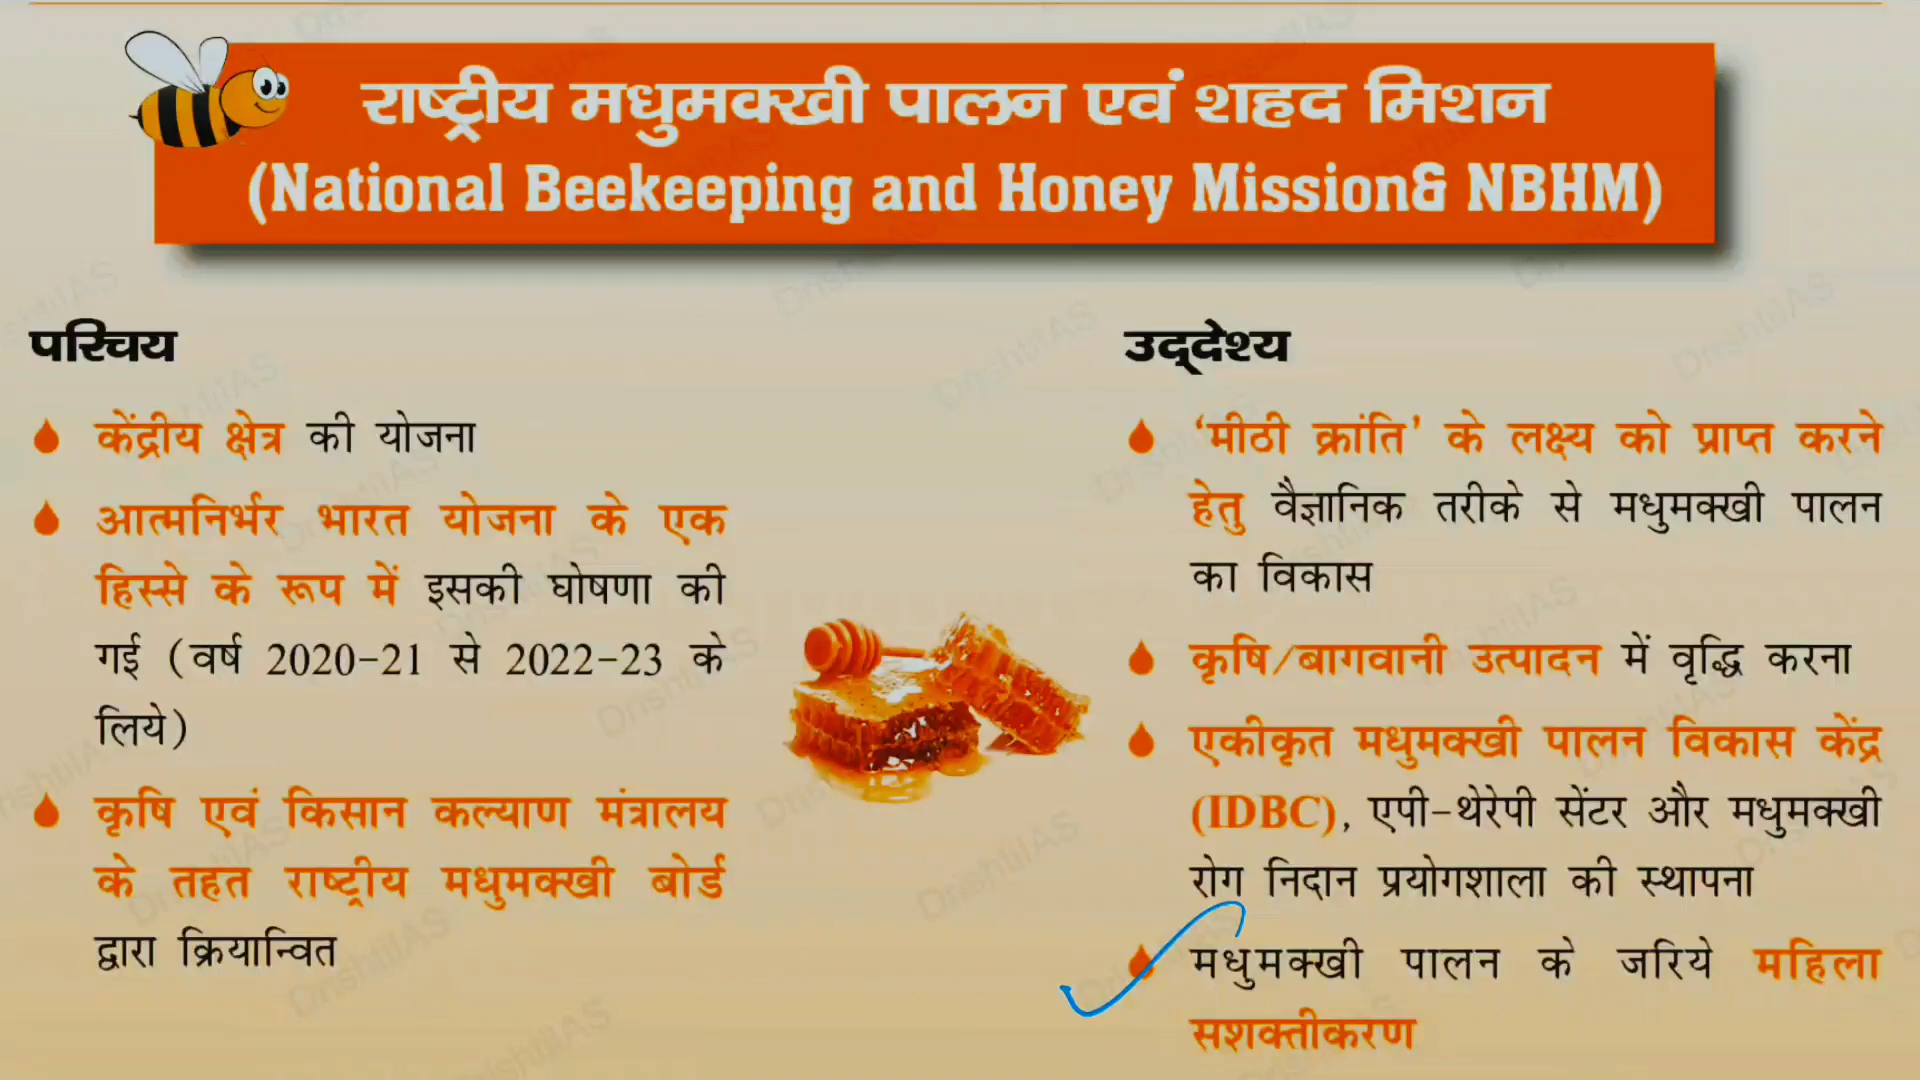 राष्ट्रीय मधुमक्खी पालन एवं शहद मिशन
(National Beekeeping and Honey Mission& NBHM)
परिचय
केंद्रीय क्षेत्र की योजना
आत्मनिर्भर भारत योजना के एक
हिस्से के रूप में इसकी घोषणा की
गई (वर्ष 2020-21 से 2022-23 के
लिये)
कृषि एवं किसान कल्याण मंत्रालय
के तहत राष्ट्रीय मधुमक्खी बोर्ड
द्वारा क्रियान्वित
उद्देश्य
‘मीठी क्रांति’ के लक्ष्य को प्राप्त करने
हेतु वैज्ञानिक तरीके से मधुमक्खी पालन
का विकास
कृषि/बागवानी उत्पादन में वृद्धि करना
एकीकृत मधुमक्खी पालन विकास केंद्र
(IDBC), एपी-थेरेपी सेंटर और मधुमक्खी
रोग निदान प्रयोगशाला की स्थापना
मधुमक्खी पालन के जरिये महिला
सशक्तीकरण
DrishtiIAS